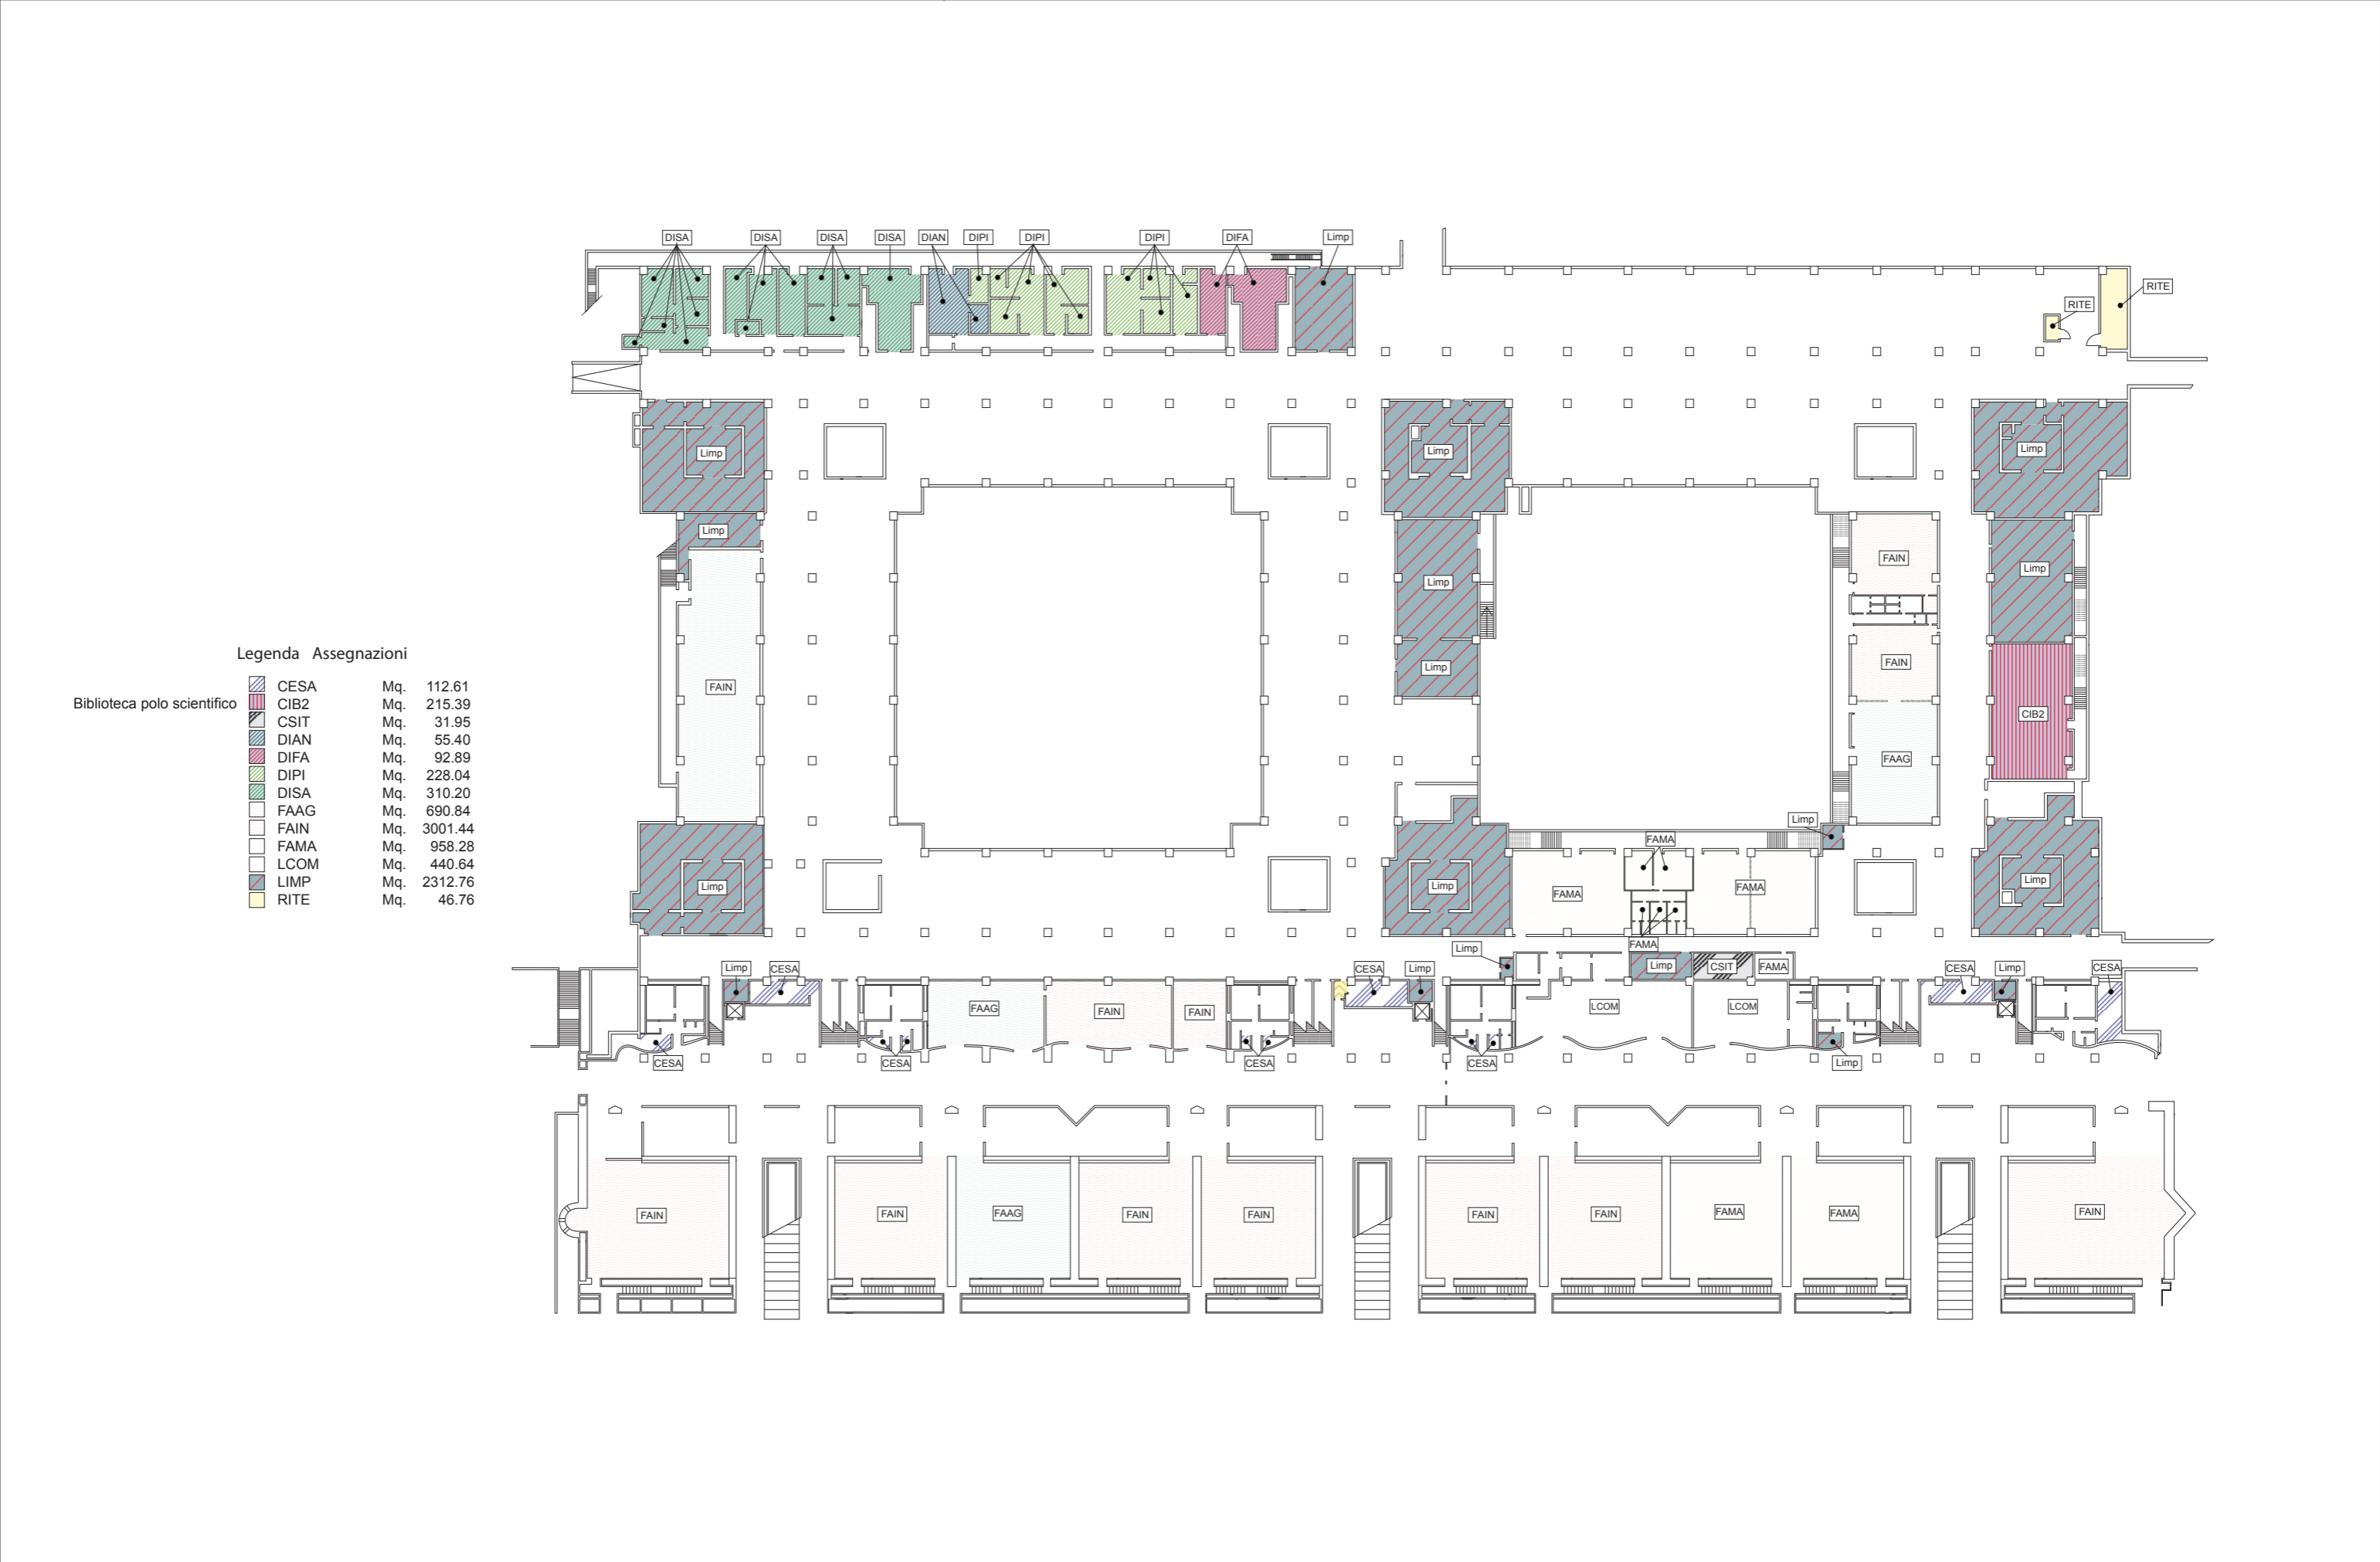 DISA DISA DISA DISA DIAN DIPI DIPI DIPI DIFA Limp
RITE
RITE
Limp Limp Limp
Limp
FAIN
Limp Limp
Legenda Assegnazioni
CESA Mq. 112.61
Biblioteca polo scientifico CIB2 Mq. 215.39
CSIT Mq. 31.95
DIAN Mq. 55.40
DIFA Mq. 92.89
DIPI Mq. 228.04
DISA Mq. 310.20
FAAG Mq. 690.84
FAIN Mq. 3001.44
FAMA Mq. 958.28
LCOM Mq. 440.64
LIMP Mq. 2312.76
RITE Mq. 46.76
FAIN
Limp
FAIN
CIB2
FAAG
Limp
FAMA
Limp Limp FAMA FAMA Limp
FAMA
Limp
Limp CSIT FAMA
Limp CESA CESA Limp CESA Limp CESA
FAAG FAIN FAIN LCOM LCOM
CESA CESA CESA CESA Limp
FAIN FAIN FAAG FAIN FAIN FAIN FAIN FAMA FAMA FAIN